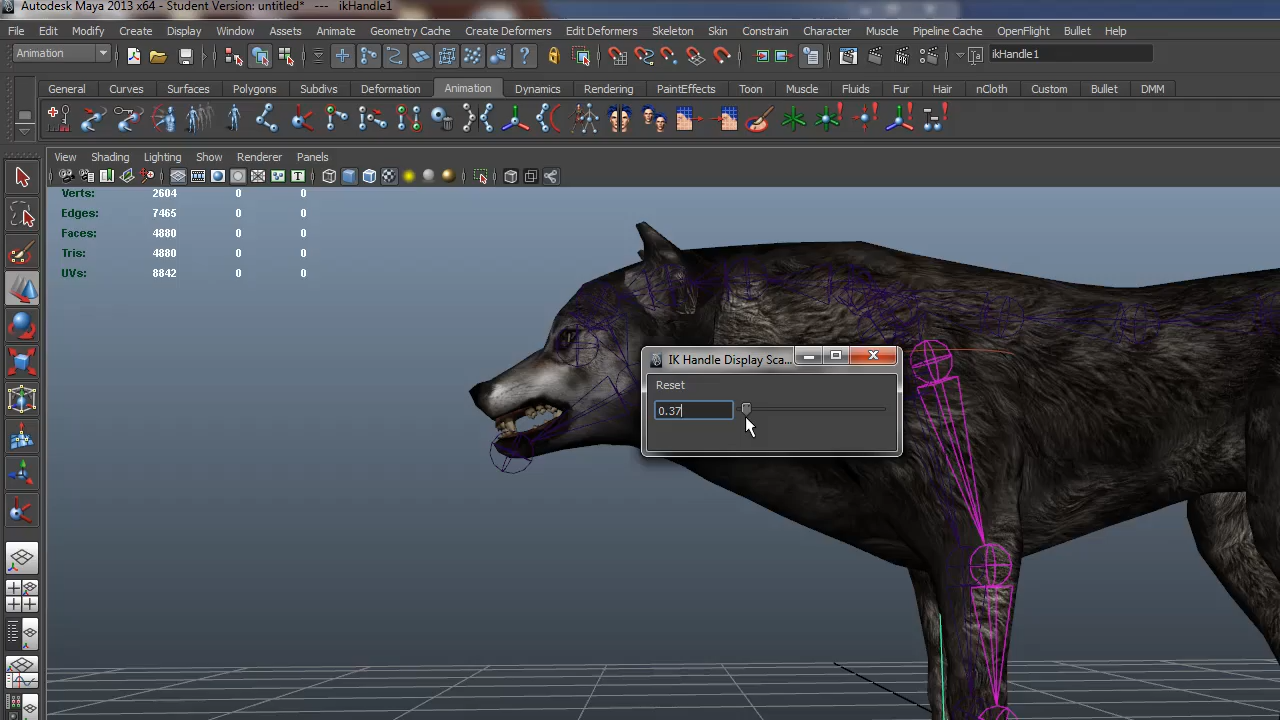 Autodesk Maya 2013 x64 - Student Version: untitled* --- ikHandle1
File Edit Modify Create Display Window Assets Animate Geometry Cache Create Deformers Edit Deformers Skeleton Skin Constrain Character Muscle Pipeline Cache OpenFlight Bullet Help
Animation ikHandle1
General Curves Surfaces Polygons Subdivs Deformation Animation Dynamics Rendering PaintEffects Toon Muscle Fluids Fur Hair nCloth Custom Bullet DMM
View Shading Lighting Show Renderer Panels
Verts: 2604 0 0
Edges: 7465 0 0
Faces: 4880 0 0
Tris: 4880 0 0
UVs: 8842 0 0
IK Handle Display Sca...
Reset
0.37